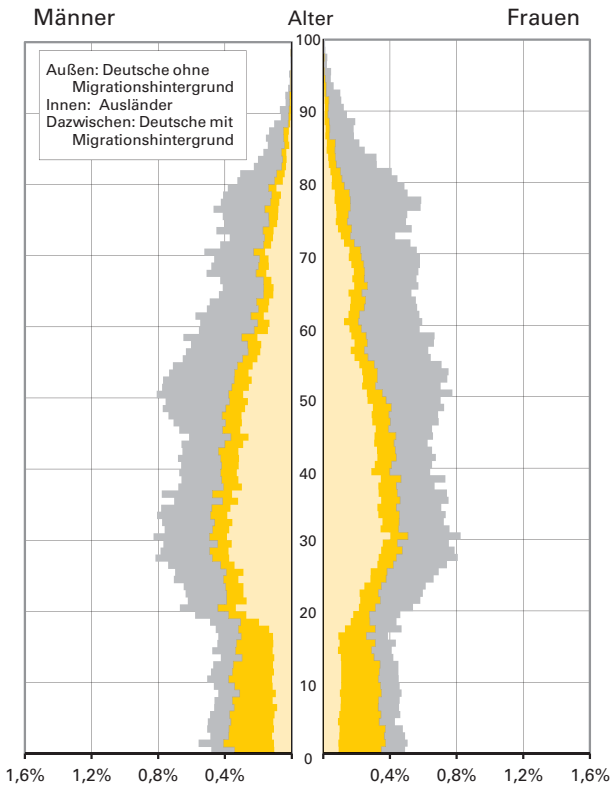 Männer Alter Frauen
100
Außen: Deutsche ohne
Migrationshintergrund
Innen: Ausländer
Dazwischen: Deutsche mit
Migrationshintergrund
90
80
70
60
50
40
30
20
10
0
1,6% 1,2% 0,8% 0,4% 0,4% 0,8% 1,2% 1,6%